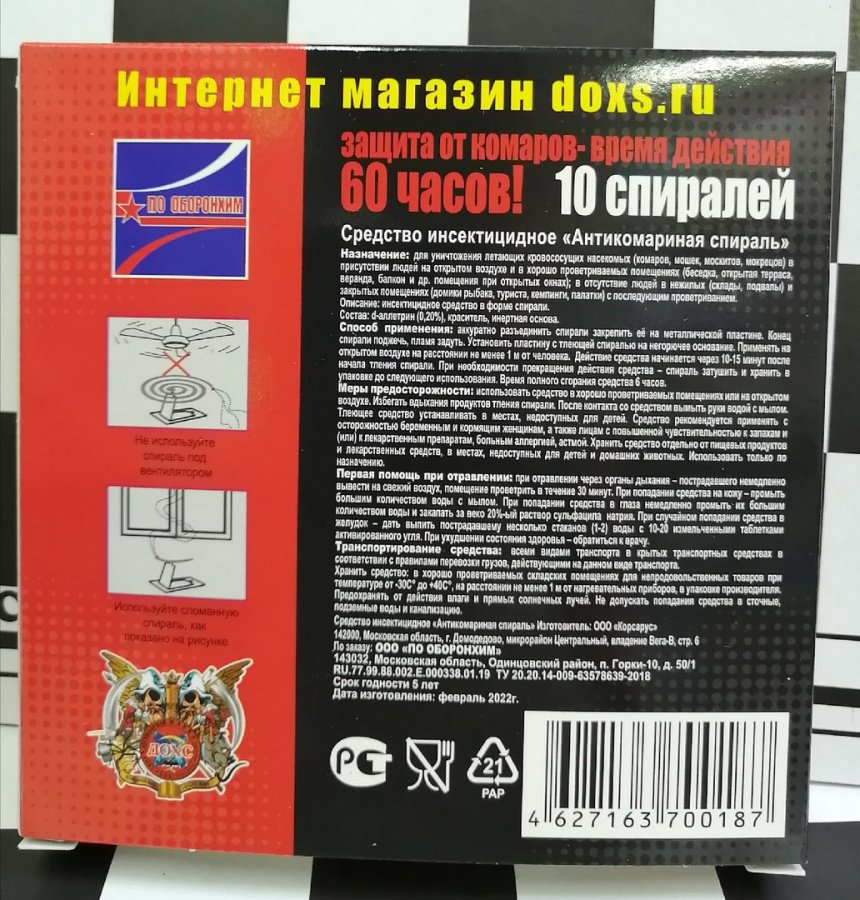 Интернет магазин doxs.ru
ПО ОБОРОНХИМ
защита от комаров- время действия
60 часов! 10 спиралей
Средство инсектицидное «Антикомариная спираль»
Назначение: для уничтожения летающих кровососущих насекомых (комаров, мошек, москитов, мокрецов) в
присутствии людей на открытом воздухе и в хорошо проветриваемых помещениях (беседка, открытая терраса,
веранда, балкон и др. помещения при открытых окнах); в отсутствие людей в нежилых (склады, подвалы) и
закрытых помещениях (домики рыбака, туриста, кемпинги, палатки) с последующим проветриванием.
Описание: инсектицидное средство в форме спирали.
Состав: d-аллетрин (0,20%), краситель, инертная основа.
Способ применения: аккуратно разъединить спирали закрепить её на металлической пластине. Конец
спирали поджечь, пламя задуть. Установить пластину с тлеющей спиралью на негорючее основание. Применять на
открытом воздухе на расстоянии не менее 1 м от человека. Действие средства начинается через 10-15 минут после
начала тления спирали. При необходимости прекращения действия средства – спираль затушить и хранить в
упаковке до следующего использования. Время полного сгорания средства 6 часов.
Меры предосторожности: использовать средство в хорошо проветриваемых помещениях или на открытом
воздухе. Избегать вдыхания продуктов тления спирали. После контакта со средством вымыть руки водой с мылом.
Тлеющее средство устанавливать в местах, недоступных для детей. Средство рекомендуется применять с
осторожностью беременным и кормящим женщинам, а также лицам с повышенной чувствительностью к запахам и
(или) к лекарственным препаратам, больным аллергией, астмой. Хранить средство отдельно от пищевых продуктов
и лекарственных средств, в местах, недоступных для детей и домашних животных. Использовать только по
назначению.
Первая помощь при отравлении: при отравлении через органы дыхания – пострадавшего немедленно
вывести на свежий воздух, помещение проветрить в течение 30 минут. При попадании средства на кожу – промыть
большим количеством воды с мылом. При попадании средства в глаза немедленно промыть их большим
количеством воды и закапать за веко 20%-ый раствор сульфацила натрия. При случайном попадании средства в
желудок – дать выпить пострадавшему несколько стаканов (1-2) воды с 10-20 измельченными таблетками
активированного угля. При ухудшении состояния здоровья – обратиться к врачу.
Транспортирование средства: всеми видами транспорта в крытых транспортных средствах в
соответствии с правилами перевозки грузов, действующими на данном виде транспорта.
Хранить средство: в хорошо проветриваемых складских помещениях для непродовольственных товаров при
температуре от -30С° до +40С°, на расстоянии не менее 1 м от нагревательных приборов, в упаковке производителя.
Предохранять от действия влаги и прямых солнечных лучей. Не допускать попадания средства в сточные,
подземные воды и канализацию.
Средство инсектицидное «Антикомариная спираль» Изготовитель: ООО «Корсарус»
142000, Московская область, г. Домодедово, микрорайон Центральный, владение Вега-В, стр. 6
По заказу: ООО «ПО ОБОРОНХИМ»
143032, Московская область, Одинцовский район, п. Горки-10, д. 50/1
RU.77.99.88.002.Е.000338.01.19 ТУ 20.20.14-009-63578639-2018
Срок годности 5 лет
Дата изготовления: февраль 2022г.
Не используйте
спираль под
вентилятором
Используйте сломанную
спираль, как
показано на рисунке
ДОХС
РСТ
21
PAP
4 627163 700187